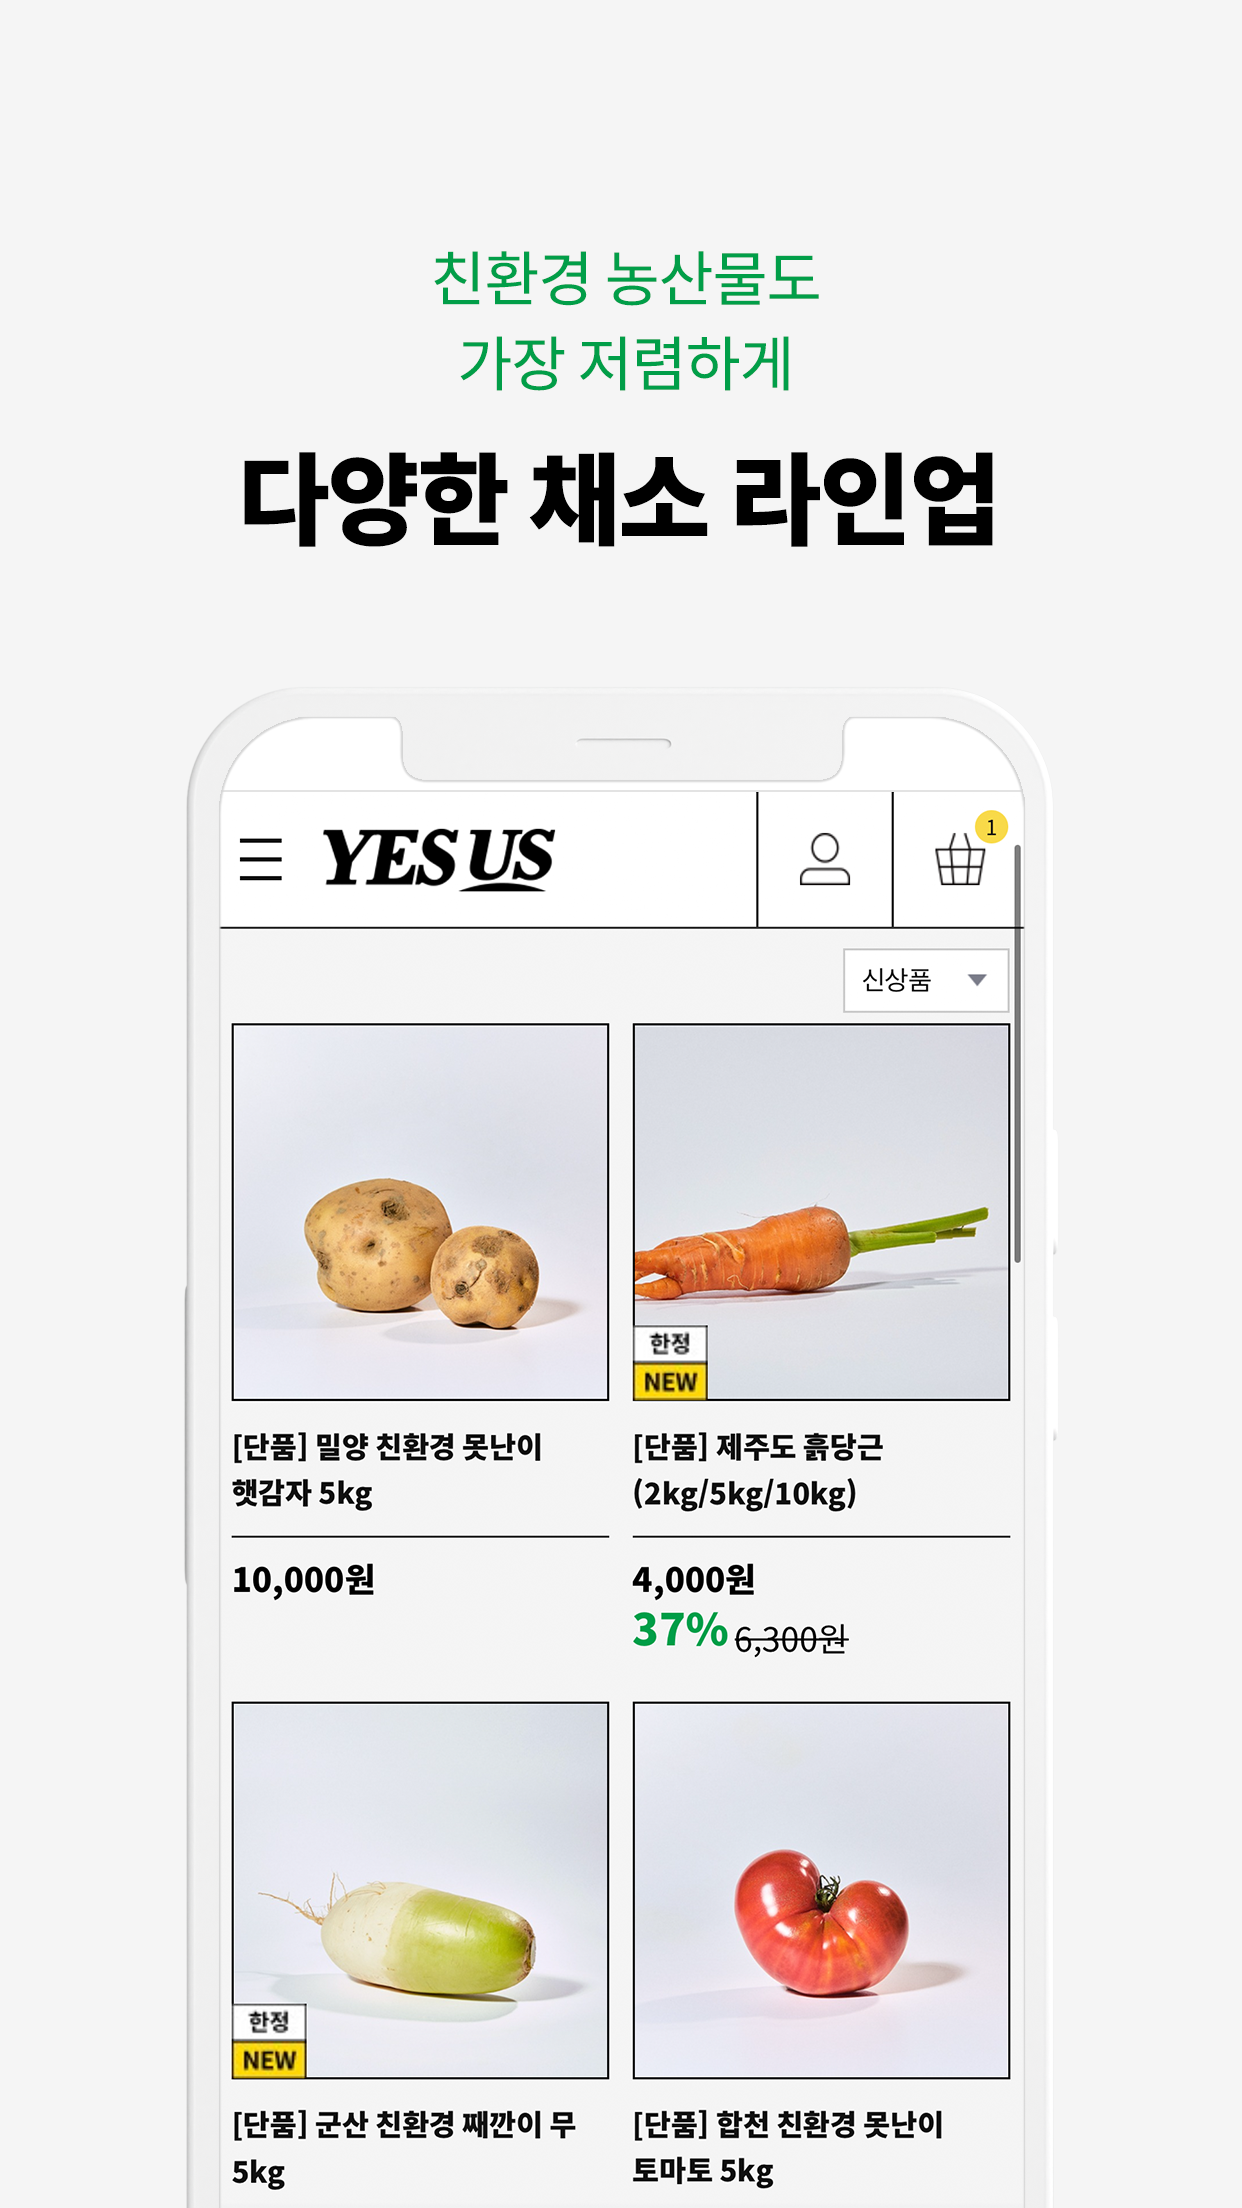 친환경 농산물도
가장 저렴하게
다양한 채소 라인업
YES US
1
신상품
한정
NEW
[단품] 밀양 친환경 못난이
햇감자 5kg
10,000원
[단품] 제주도 흙당근
(2kg/5kg/10kg)
4,000원
37% 6,300원
한정
NEW
[단품] 군산 친환경 째깐이 무
5kg
[단품] 합천 친환경 못난이
토마토 5kg